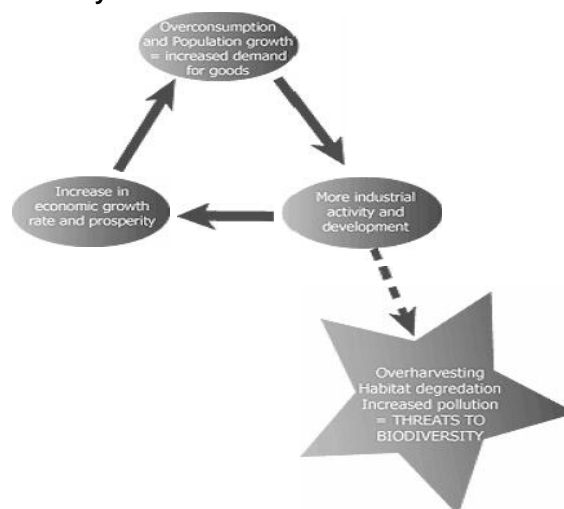 Overconsumption
and Population growth
= increased demand
for goods
Increase in
economic growth
rate and prosperity
More industrial
activity and
development
Overharvesting
Habitat degredation
Increased pollution
= THREATS TO
BIODIVERSITY